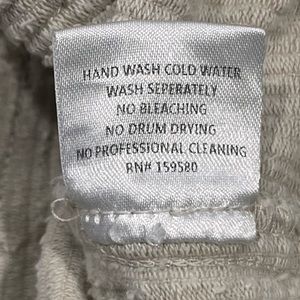 HAND WASH COLD WATER
WASH SEPERATELY
NO BLEACHING
NO DRUM DRYING
NO PROFESSIONAL CLEANING
RN# 159580